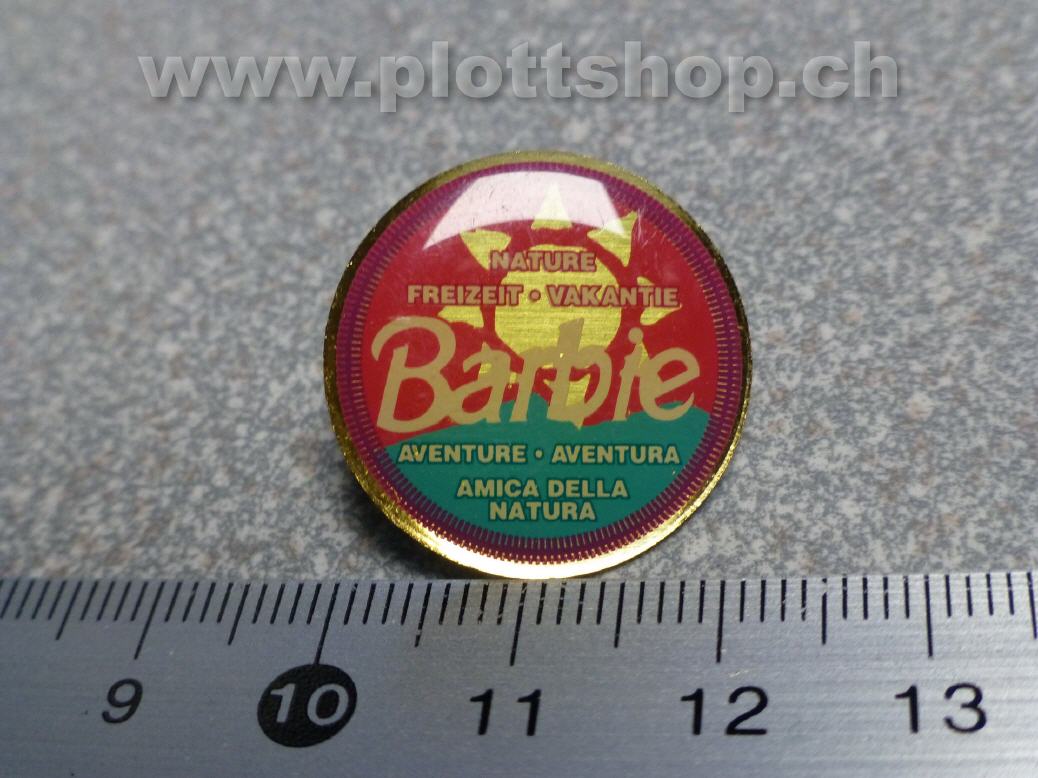 www.plottshop.ch
NATURE
FREIZEIT • VAKANTIE
Barbie
AVENTURE • AVENTURA
AMICA DELLA
NATURA
9 10 11 12 13